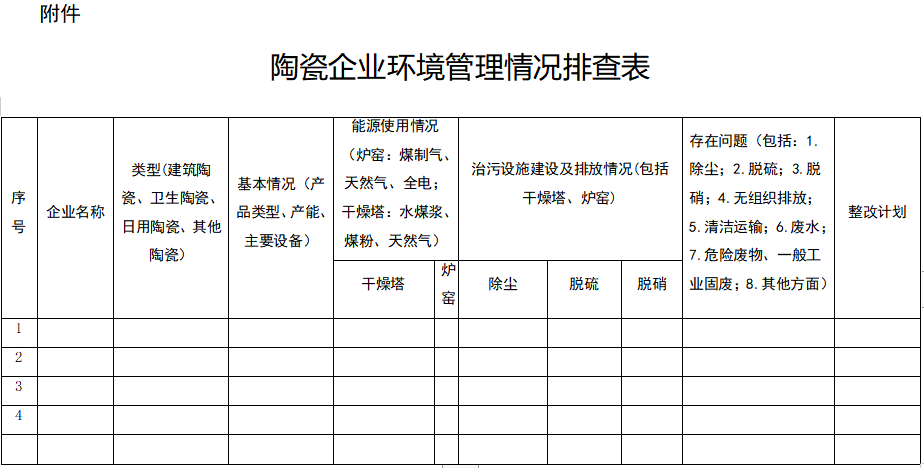 附件
陶瓷企业环境管理情况排查表
序
号
企业名称
类型(建筑陶
瓷、卫生陶瓷、
日用陶瓷、其他
陶瓷）
基本情况（产
品类型、产能、
主要设备）
能源使用情况
（炉窑：煤制气、
天然气、全电；
干燥塔：水煤浆、
煤粉、天然气）
治污设施建设及排放情况(包括
干燥塔、炉窑）
存在问题（包括：1.
除尘；2.脱硫；3.脱
硝；4.无组织排放；
5.清洁运输；6.废水；
7.危险废物、一般工
业固废；8.其他方面）
整改计划
干燥塔
炉
窑
除尘
脱硫
脱硝
1
2
3
4